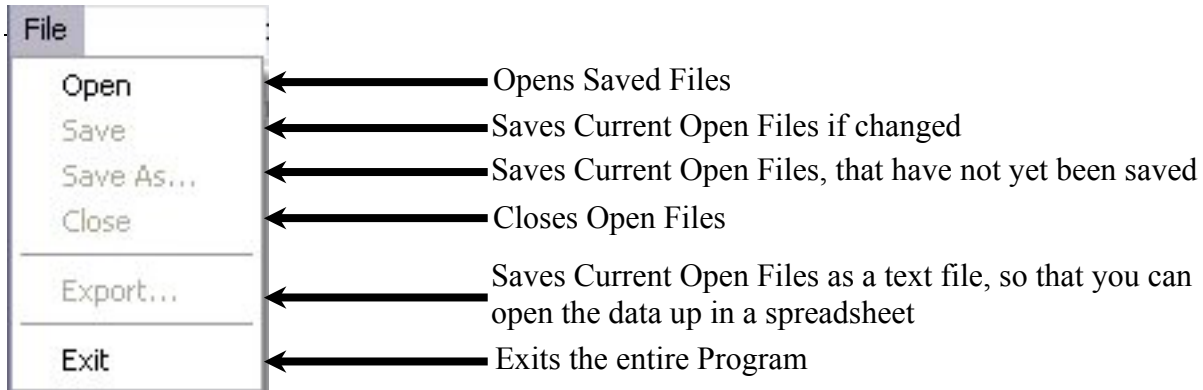 File
Open
Opens Saved Files
Save
Saves Current Open Files if changed
Save As...
Saves Current Open Files, that have not yet been saved
Close
Closes Open Files
Export...
Saves Current Open Files as a text file, so that you can
open the data up in a spreadsheet
Exit
Exits the entire Program